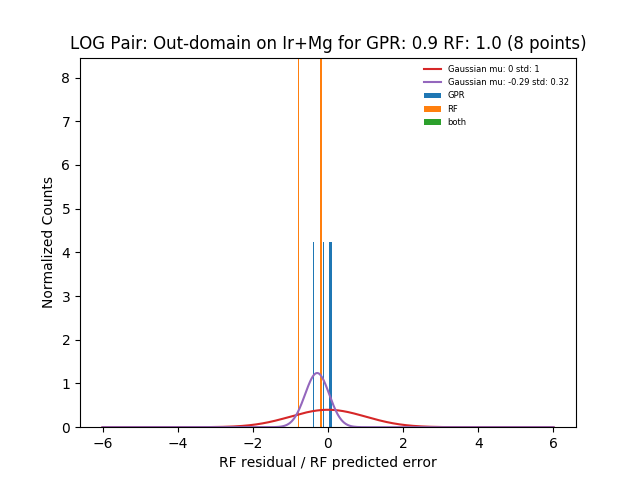 LOG Pair: Out-domain on Ir+Mg for GPR: 0.9 RF: 1.0 (8 points)
Gaussian mu: 0 std: 1
Gaussian mu: -0.29 std: 0.32
GPR
RF
both
Normalized Counts
8
7
6
5
4
3
2
1
0
−6 −4 −2 0 2 4 6
RF residual / RF predicted error